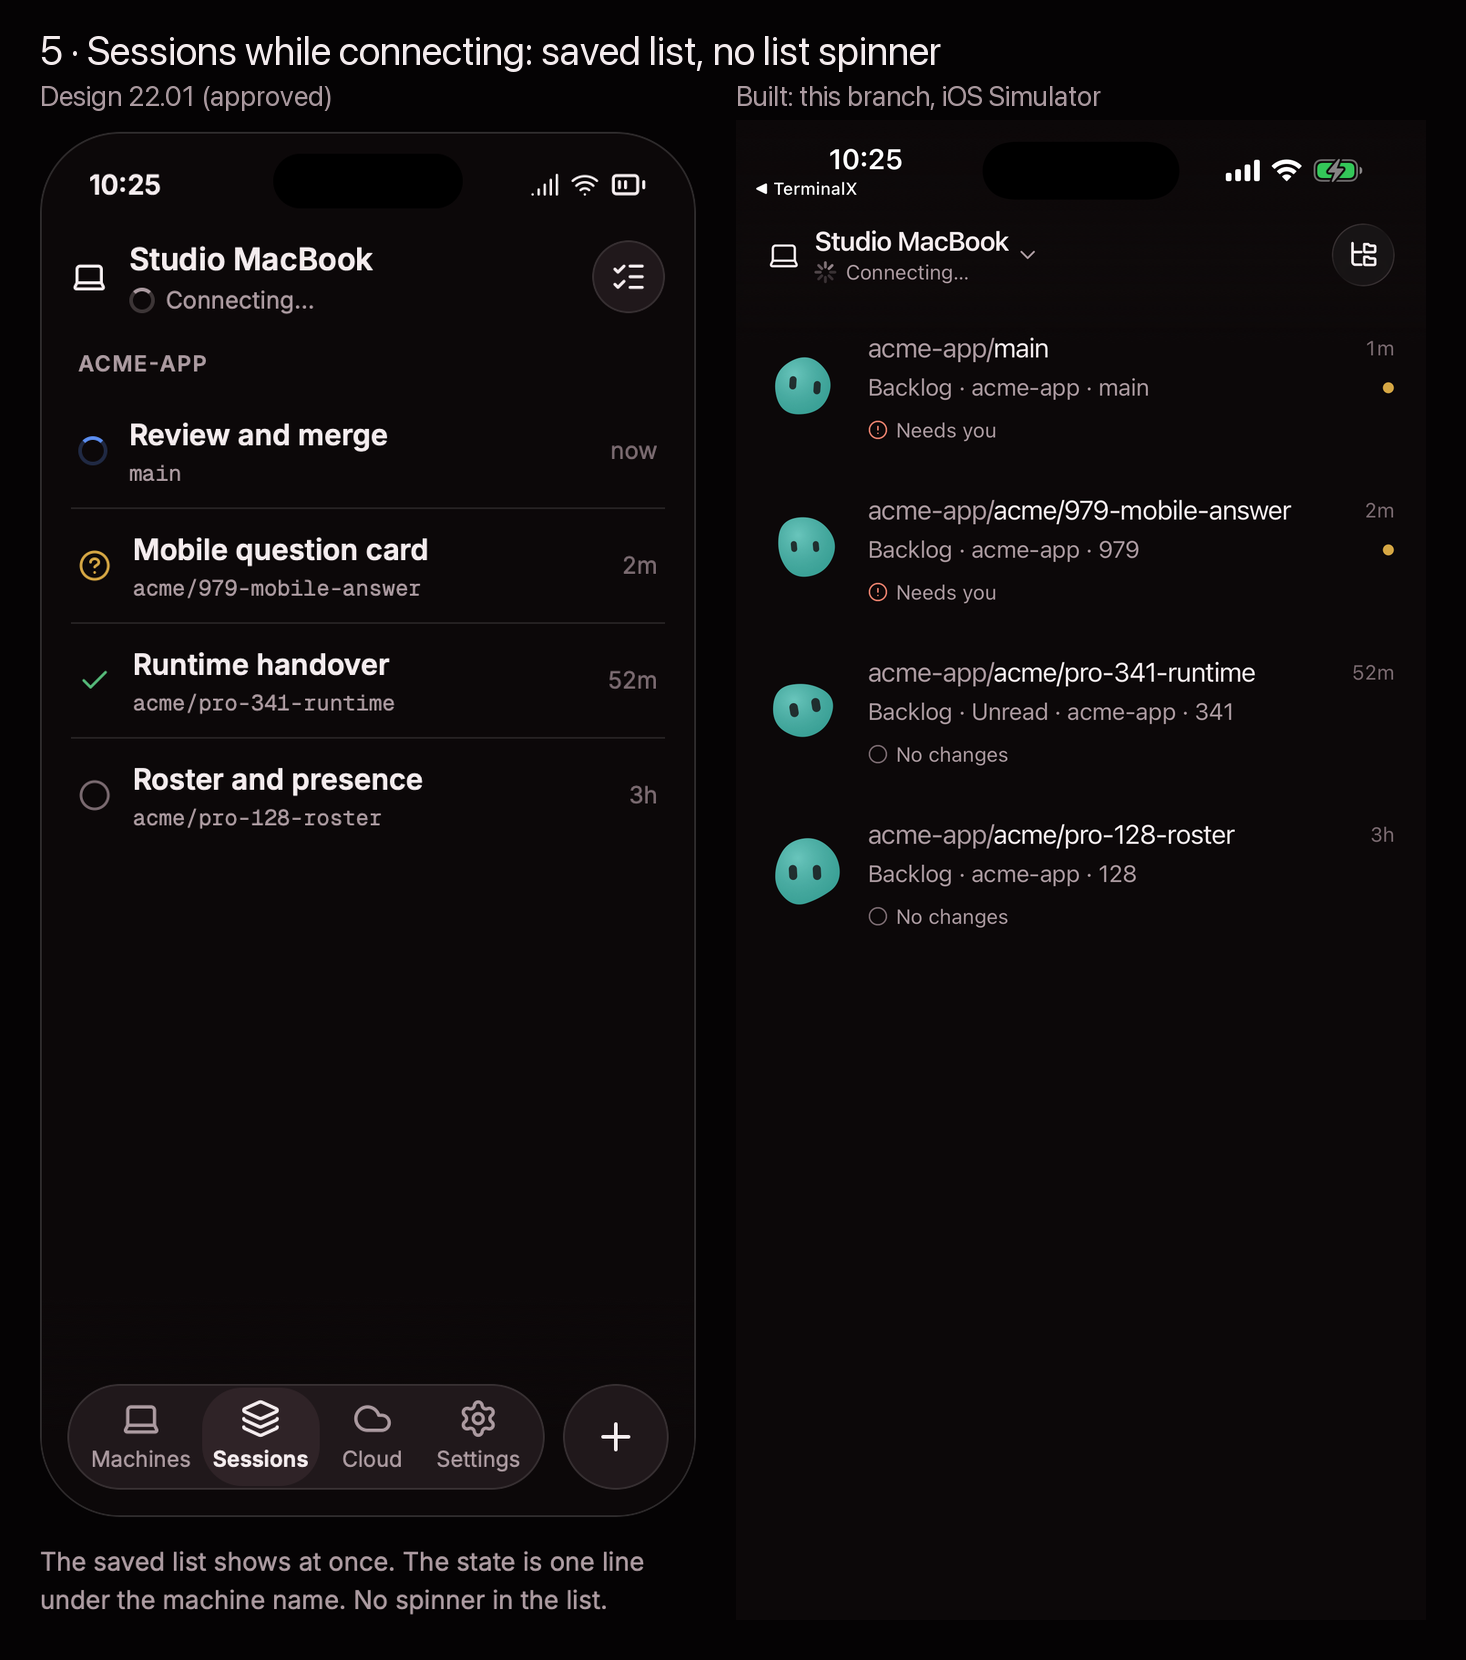 5 · Sessions while connecting: saved list, no list spinner
Design 22.01 (approved)
10:25
Studio MacBook
Connecting...
ACME-APP
Review and merge
now
main
Mobile question card
2m
acme/979-mobile-answer
Runtime handover
52m
acme/pro-341-runtime
Roster and presence
3h
acme/pro-128-roster
Machines
Sessions
Cloud
Settings
The saved list shows at once. The state is one line
under the machine name. No spinner in the list.
Built: this branch, iOS Simulator
10:25
◀ TerminalX
Studio MacBook
Connecting...
acme-app/main
1m
Backlog · acme-app · main
Needs you
acme-app/acme/979-mobile-answer
2m
Backlog · acme-app · 979
Needs you
acme-app/acme/pro-341-runtime
52m
Backlog · Unread · acme-app · 341
No changes
acme-app/acme/pro-128-roster
3h
Backlog · acme-app · 128
No changes